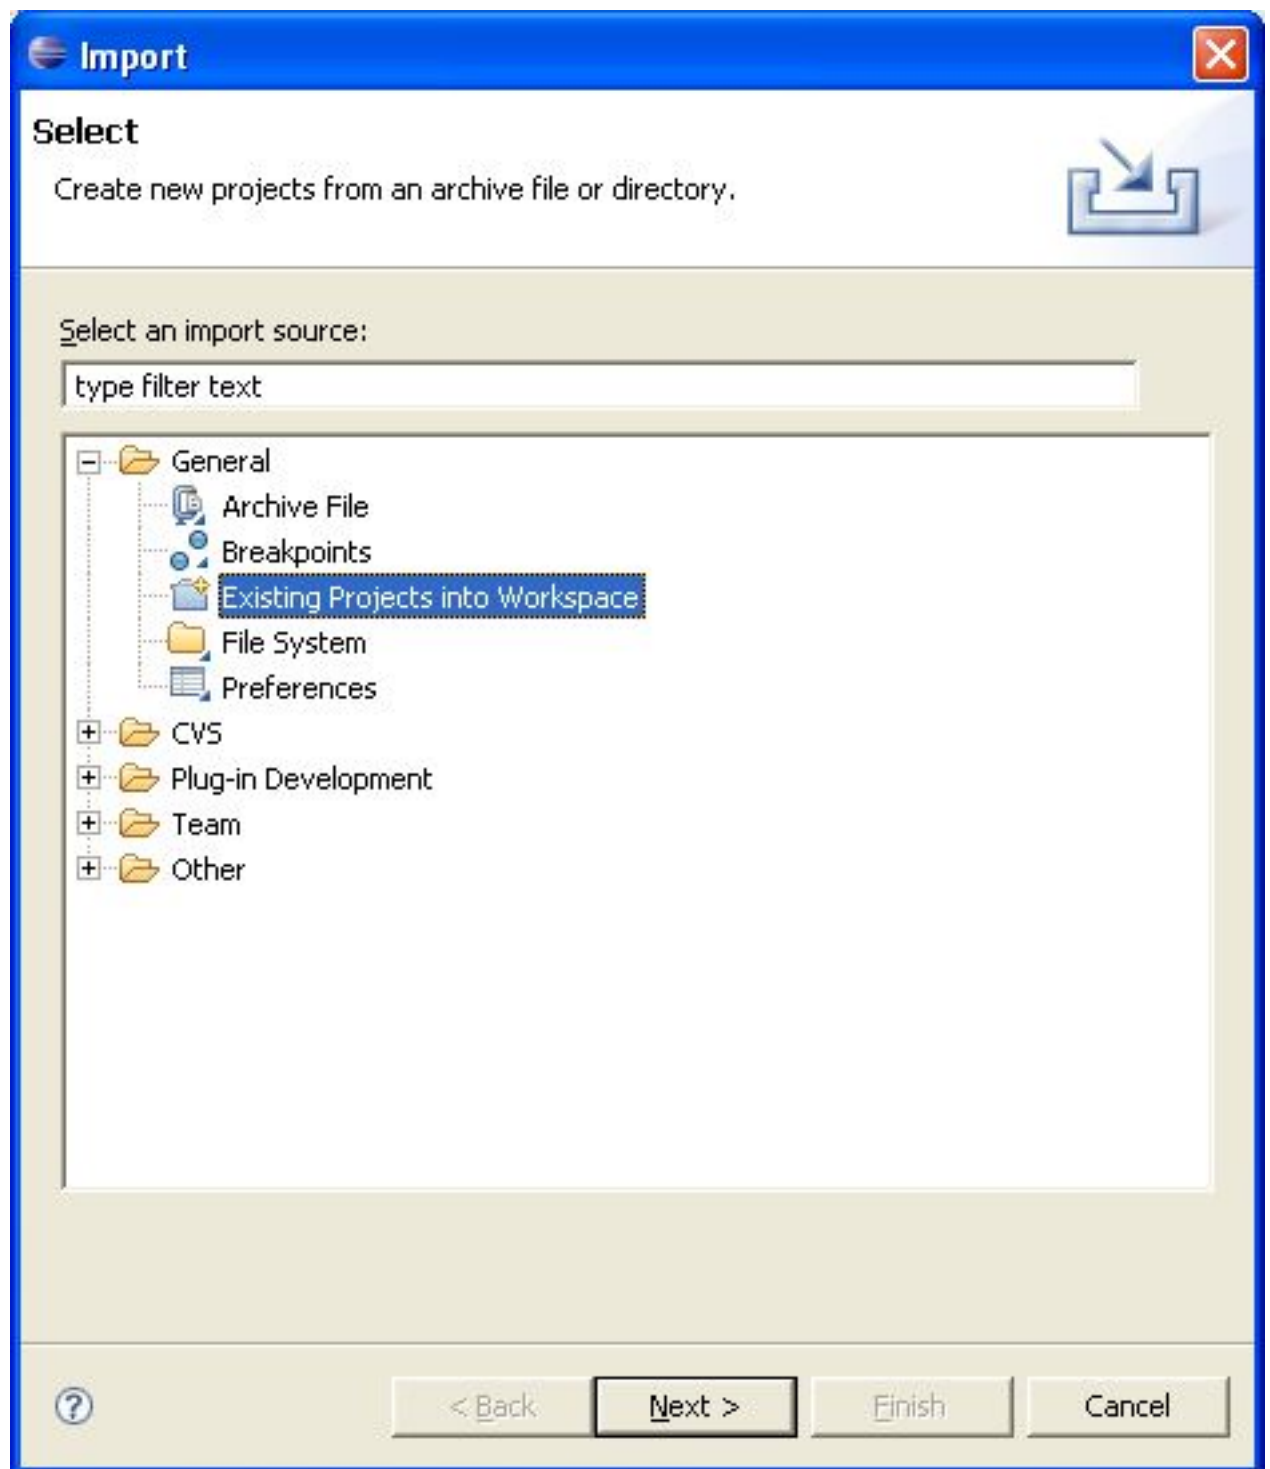 Import
Select
Create new projects from an archive file or directory.
Select an import source:
type filter text
General
Archive File
Breakpoints
Existing Projects into Workspace
File System
Preferences
CVS
Plug-in Development
Team
Other
< Back Next > Finish Cancel